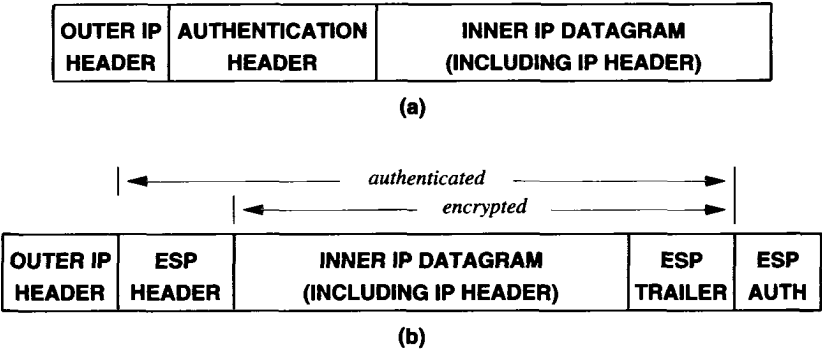 OUTER IP HEADER
AUTHENTICATION HEADER
INNER IP DATAGRAM (INCLUDING IP HEADER)
(a)
authenticated
encrypted
OUTER IP HEADER
ESP HEADER
INNER IP DATAGRAM (INCLUDING IP HEADER)
ESP TRAILER
ESP AUTH
(b)